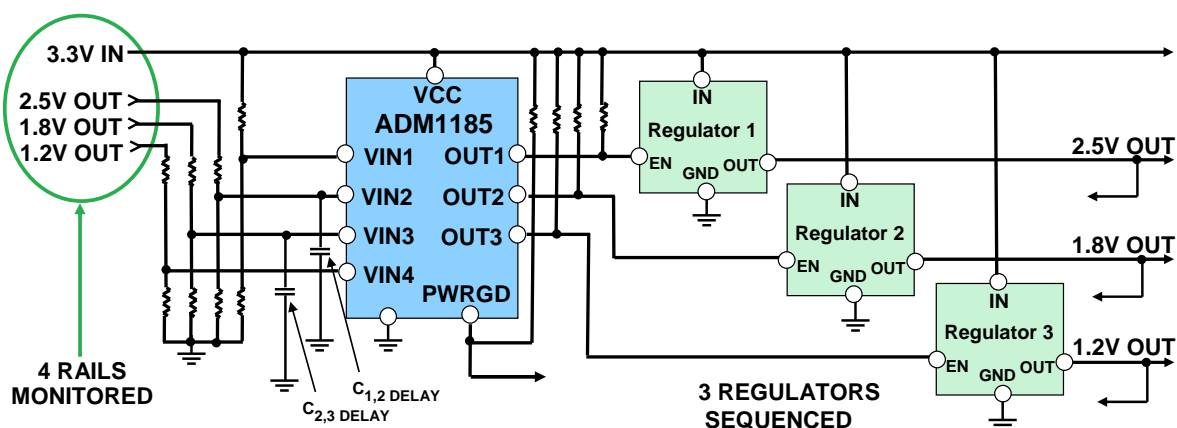 3.3V IN
2.5V OUT
1.8V OUT
1.2V OUT
4 RAILS
MONITORED
VCC
ADM1185
VIN1
OUT1
VIN2
OUT2
VIN3
OUT3
VIN4
PWRGD
C1,2 DELAY
C2,3 DELAY
IN
Regulator 1
EN
GND
OUT
2.5V OUT
IN
Regulator 2
EN
GND
OUT
1.8V OUT
IN
Regulator 3
EN
GND
OUT
1.2V OUT
3 REGULATORS
SEQUENCED